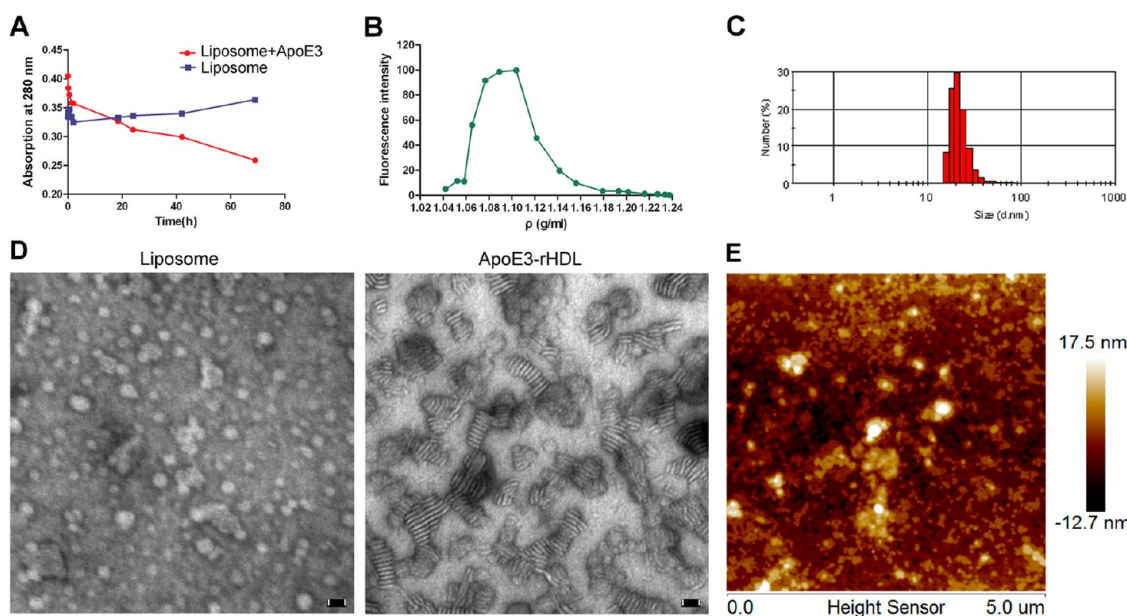 A
Liposome+ApoE3
Liposome
Absorption at 280 nm
0.45
0.40
0.35
0.30
0.25
0.20
0 20 40 60 80
Time(h)
B
Fluorescence intensity
120
100
80
60
40
20
0
1.02 1.04 1.06 1.08 1.10 1.12 1.14 1.16 1.18 1.20 1.22 1.24
ρ (g/ml)
C
Number (%)
30
20
10
0
1 10 100 1000
Size (d.nm)
D
Liposome
ApoE3-rHDL
E
17.5 nm
-12.7 nm
0.0 Height Sensor 5.0 um